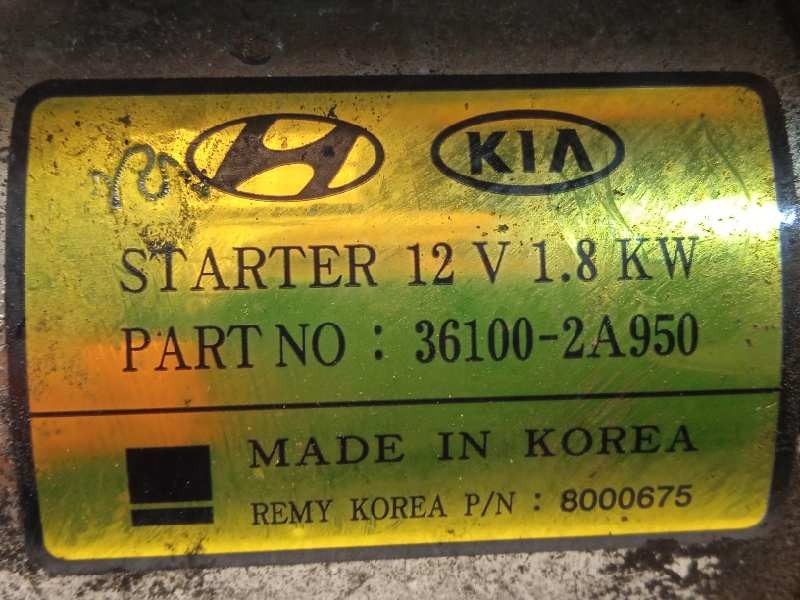 KIA
STARTER 12 V 1.8 KW
PART NO : 36100-2A950
MADE IN KOREA
REMY KOREA P/N : 8000675